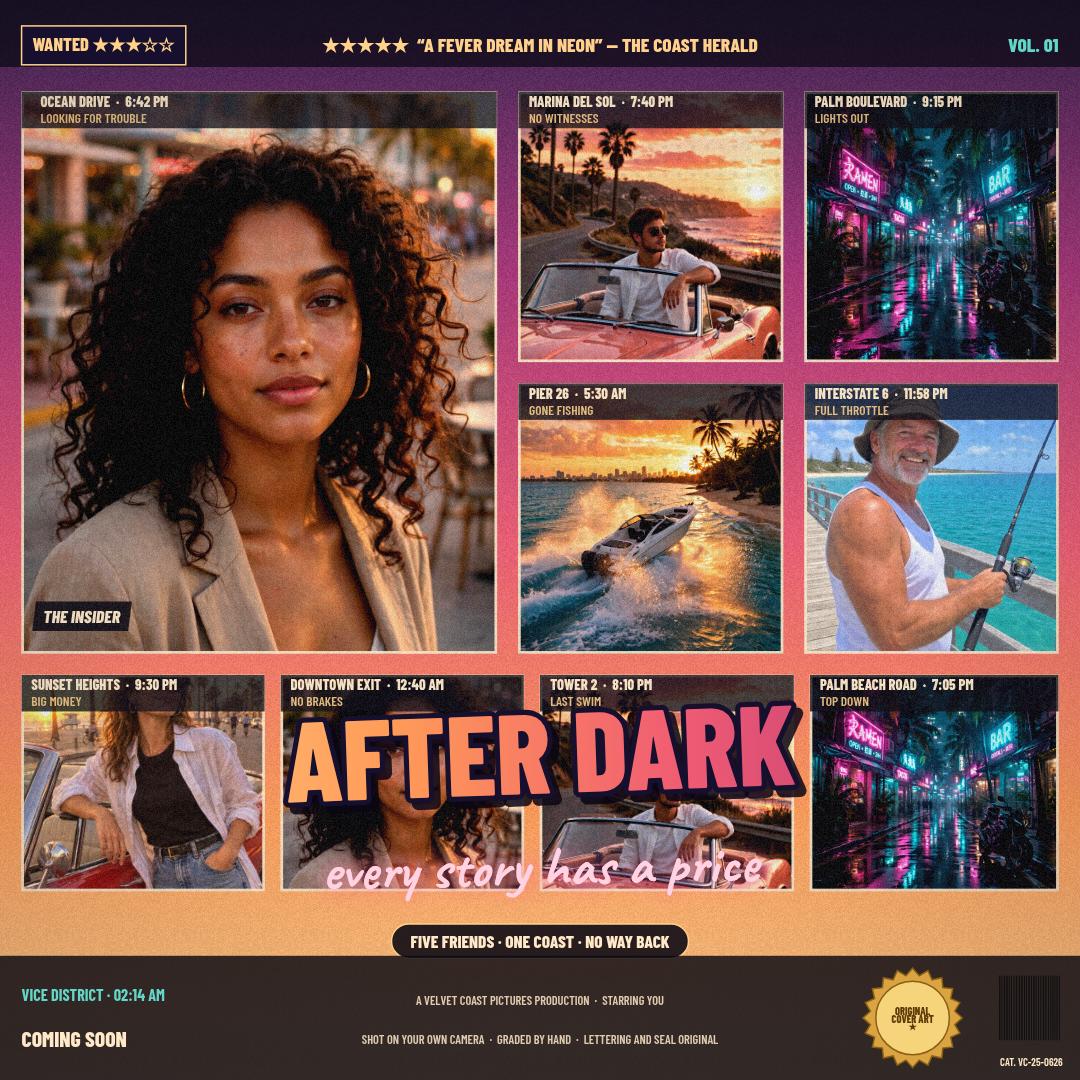 WANTED ★★★☆☆
★★★★★ “A FEVER DREAM IN NEON” — THE COAST HERALD
VOL. 01
OCEAN DRIVE · 6:42 PM
LOOKING FOR TROUBLE
MARINA DEL SOL · 7:40 PM
NO WITNESSES
PALM BOULEVARD · 9:15 PM
LIGHTS OUT
RAMEN
BAR
PIER 26 · 5:30 AM
GONE FISHING
INTERSTATE 6 · 11:58 PM
FULL THROTTLE
THE INSIDER
SUNSET HEIGHTS · 9:30 PM
BIG MONEY
DOWNTOWN EXIT · 12:40 AM
NO BRAKES
TOWER 2 · 8:10 PM
LAST SWIM
PALM BEACH ROAD · 7:05 PM
TOP DOWN
RAMEN
BAR
AFTER DARK
every story has a price
FIVE FRIENDS · ONE COAST · NO WAY BACK
VICE DISTRICT · 02:14 AM
COMING SOON
A VELVET COAST PICTURES PRODUCTION · STARRING YOU
SHOT ON YOUR OWN CAMERA · GRADED BY HAND · LETTERING AND SEAL ORIGINAL
ORIGINAL
COVER ART
★
CAT. VC-25-0626